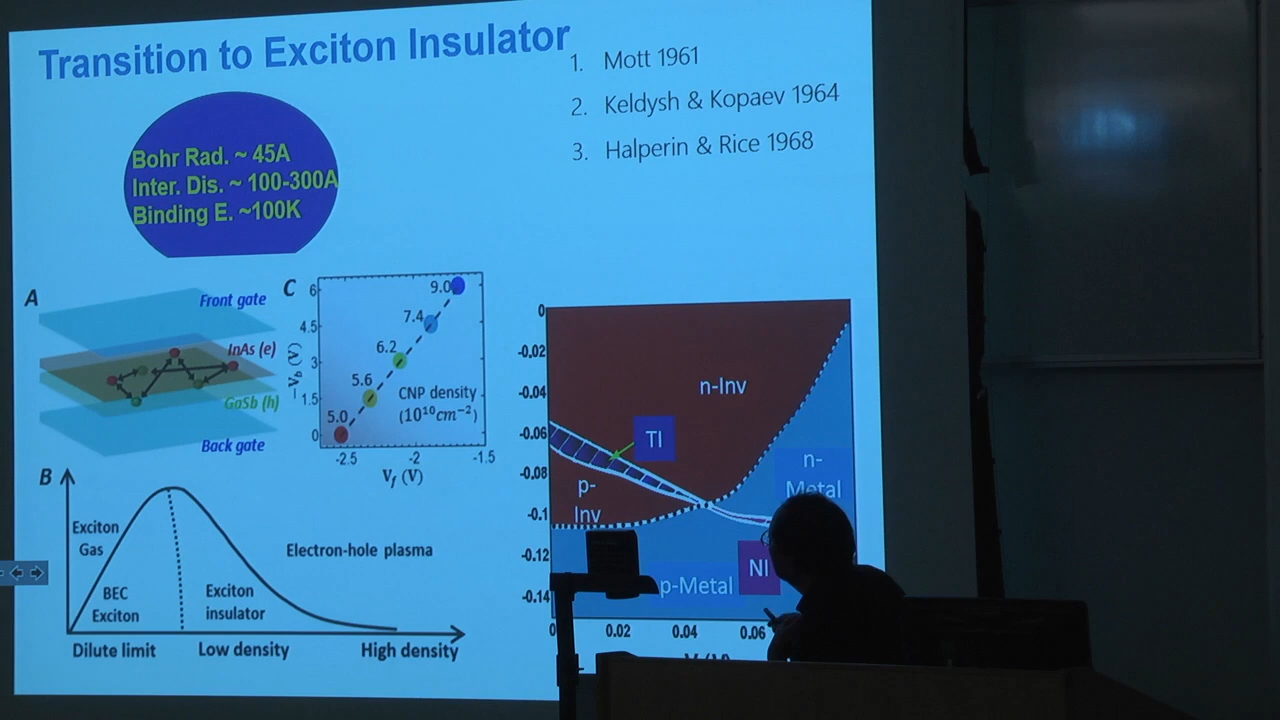 Transition to Exciton Insulator
1. Mott 1961
2. Keldysh & Kopaev 1964
3. Halperin & Rice 1968
Bohr Rad. ~ 45A
Inter. Dis. ~ 100-300A
Binding E. ~100K
A
Front gate
InAs (e)
GaSb (h)
Back gate
C
−V_b (V)
6
4.5
3
1.5
0
9.0
7.4
6.2
5.6
5.0
CNP density
(10^10 cm^−2)
-2.5
-2
-1.5
V_f (V)
B
Exciton
Gas
BEC
Exciton
Exciton
insulator
Electron-hole plasma
Dilute limit
Low density
High density
0
-0.02
-0.04
-0.06
-0.08
-0.1
-0.12
-0.14
n-Inv
TI
p-
Inv
n-
Metal
NI
p-Metal
0
0.02
0.04
0.06